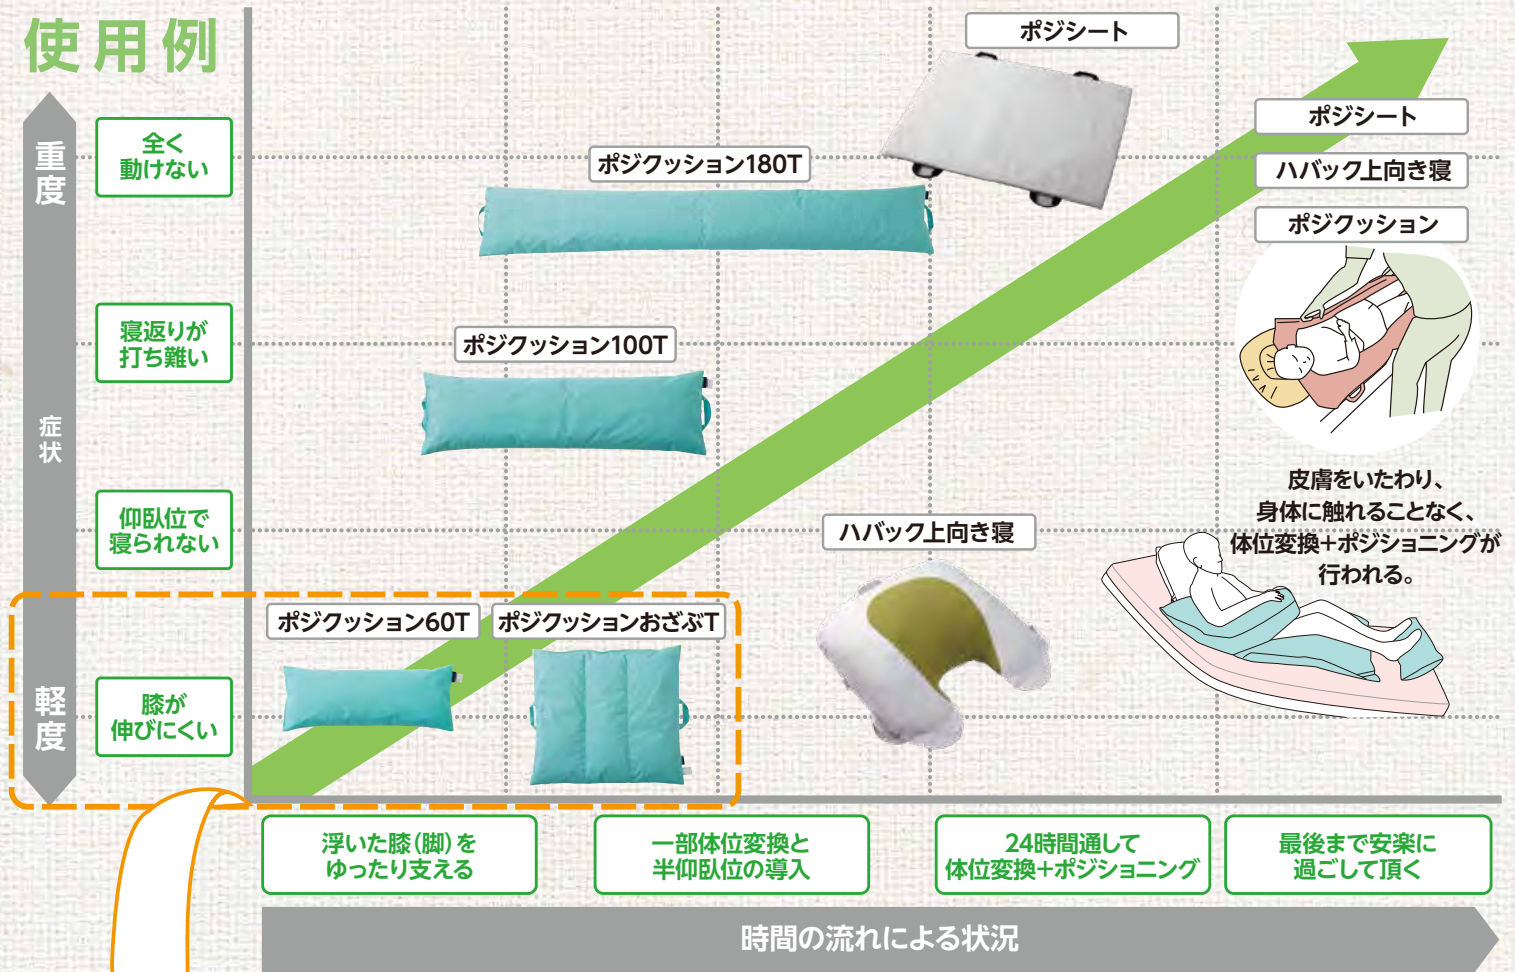 使用例
重度
症状
軽度
全く
動けない
寝返りが
打ち難い
仰臥位で
寝られない
膝が
伸びにくい
ポジシート
ポジクッション180T
ポジクッション100T
ハバック上向き寝
ポジクッション60T
ポジクッションおざぶT
ポジシート
ハバック上向き寝
ポジクッション
皮膚をいたわり、
身体に触れることなく、
体位変換+ポジショニングが
行われる。
浮いた膝(脚)を
ゆったり支える
一部体位変換と
半仰臥位の導入
24時間通して
体位変換+ポジショニング
最後まで安楽に
過ごして頂く
時間の流れによる状況